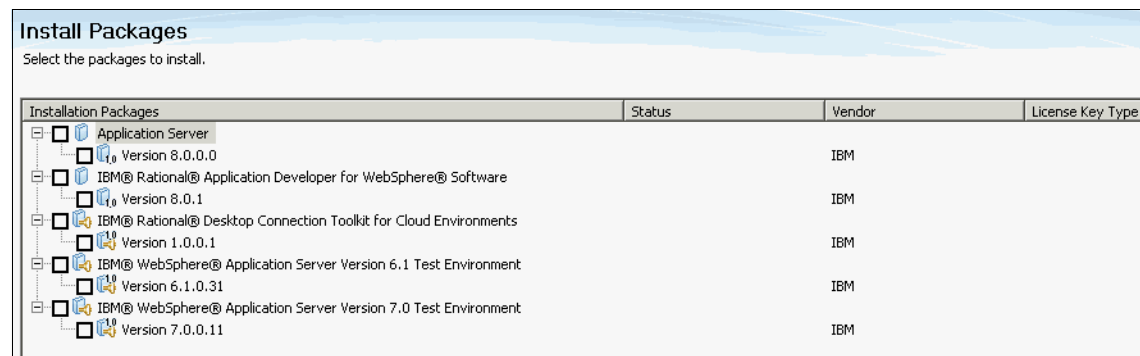 Install Packages
Select the packages to install.
Installation Packages Status Vendor License Key Type
Application Server
Version 8.0.0.0 IBM
IBM® Rational® Application Developer for WebSphere® Software
Version 8.0.1 IBM
IBM® Rational® Desktop Connection Toolkit for Cloud Environments
Version 1.0.0.1 IBM
IBM® WebSphere® Application Server Version 6.1 Test Environment
Version 6.1.0.31 IBM
IBM® WebSphere® Application Server Version 7.0 Test Environment
Version 7.0.0.11 IBM